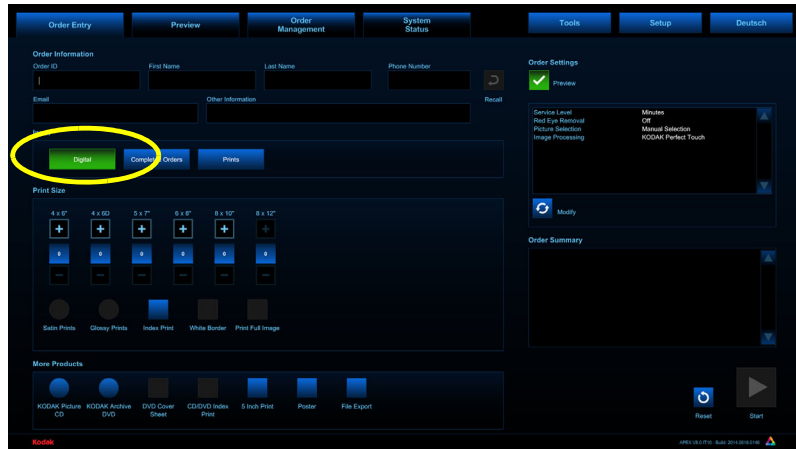 Order Entry
Preview
Order
Management
System
Status
Tools
Setup
Deutsch
Order Information
Order ID
First Name
Last Name
Phone Number
Email
Other Information
Recall
Digital
Orders
Prints
Print Size
4 x 6"
4 x 6D
5 x 7"
6 x 8"
8 x 10"
8 x 12"
0
0
0
0
0
Satin Prints
Glossy Prints
Index Print
White Border
Print Full Image
More Products
KODAK Picture
CD
KODAK Archive
DVD
DVD Cover
Sheet
CD/DVD Index
Print
5 Inch Print
Poster
File Export
Order Settings
Preview
Service Level Minutes
Red Eye Removal Off
Picture Selection Manual Selection
Image Processing KODAK Perfect Touch
Modify
Order Summary
Reset
Start
Kodak